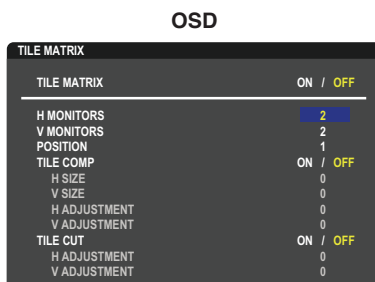 OSD
TILE MATRIX
TILE MATRIX ON / OFF
H MONITORS 2
V MONITORS 2
POSITION 1
TILE COMP ON / OFF
H SIZE 0
V SIZE 0
H ADJUSTMENT 0
V ADJUSTMENT 0
TILE CUT ON / OFF
H ADJUSTMENT 0
V ADJUSTMENT 0